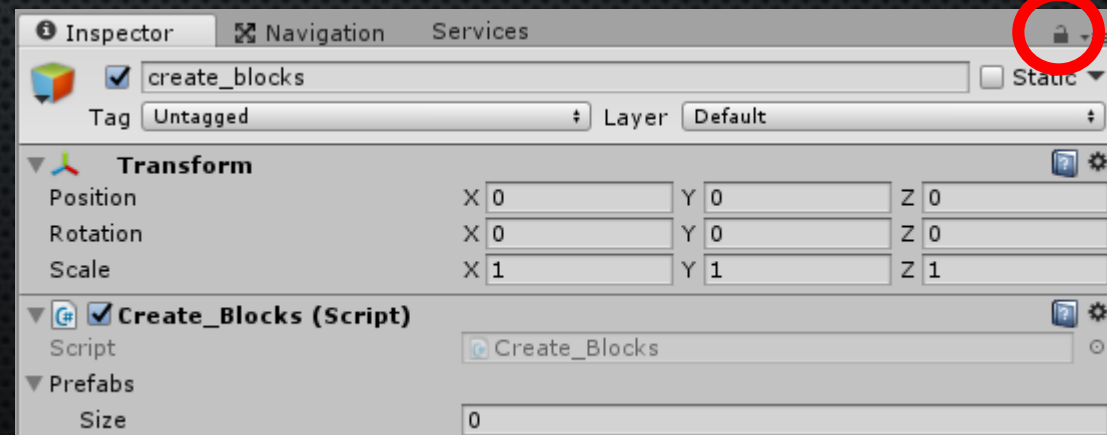 Inspector Navigation Services
create_blocks Static
Tag Untagged Layer Default
Transform
Position X 0 Y 0 Z 0
Rotation X 0 Y 0 Z 0
Scale X 1 Y 1 Z 1
Create_Blocks (Script)
Script Create_Blocks
Prefabs
Size 0